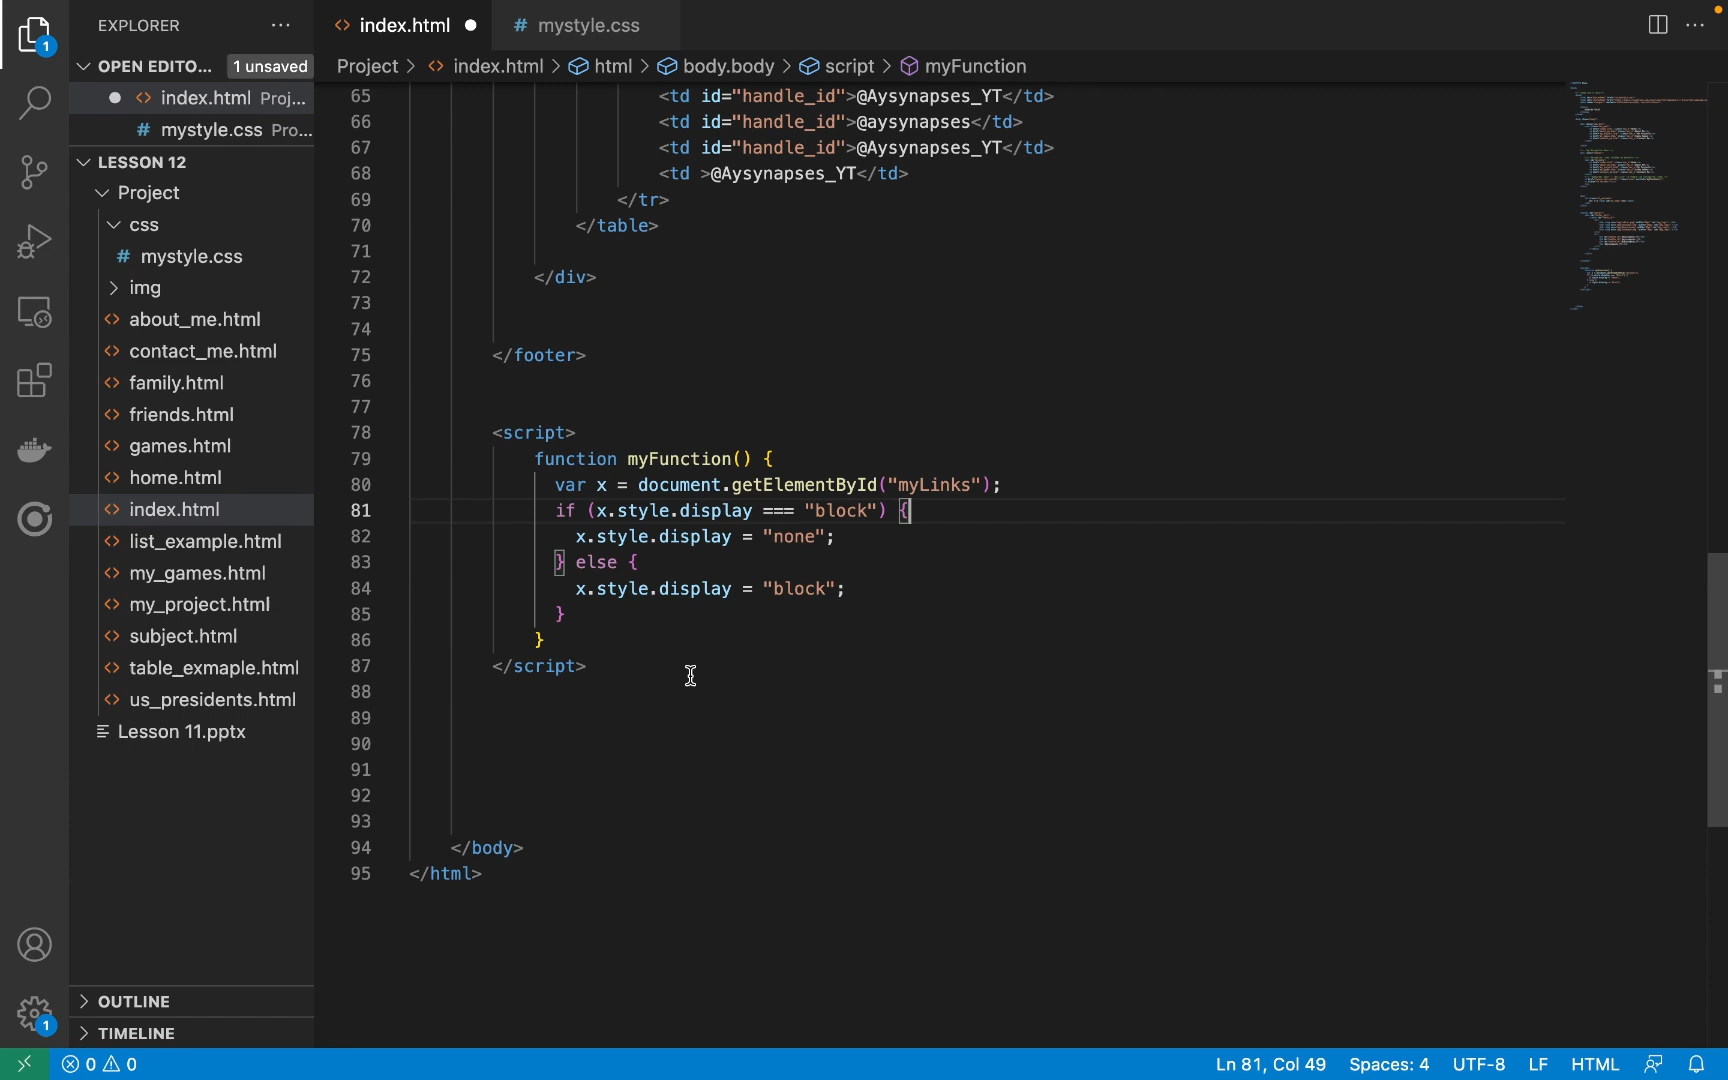 EXPLORER
OPEN EDITO...
1 unsaved
index.html Proj...
mystyle.css Pro...
LESSON 12
Project
css
mystyle.css
img
about_me.html
contact_me.html
family.html
friends.html
games.html
home.html
index.html
list_example.html
my_games.html
my_project.html
subject.html
table_exmaple.html
us_presidents.html
Lesson 11.pptx
OUTLINE
TIMELINE
1
1
index.html
mystyle.css
Project > index.html > html > body.body > script > myFunction
65 <td id="handle_id">@Aysynapses_YT</td>
66 <td id="handle_id">@aysynapses</td>
67 <td id="handle_id">@Aysynapses_YT</td>
68 <td >@Aysynapses_YT</td>
69 </tr>
70 </table>
71
72 </div>
73
74
75 </footer>
76
77
78 <script>
79 function myFunction() {
80 var x = document.getElementById("myLinks");
81 if (x.style.display === "block") {
82 x.style.display = "none";
83 } else {
84 x.style.display = "block";
85 }
86 }
87 </script>
88
89
90
91
92
93
94 </body>
95 </html>
0 0
Ln 81, Col 49
Spaces: 4
UTF-8
LF
HTML